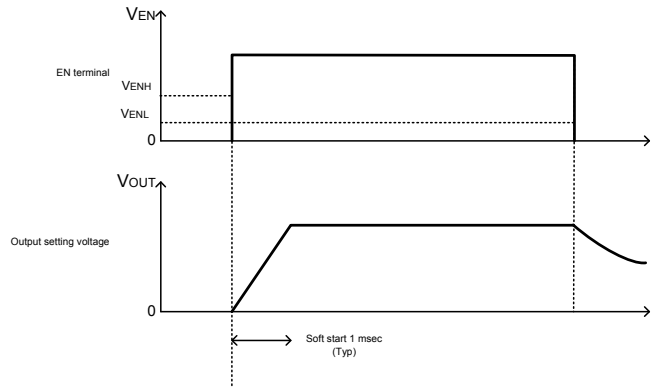 VEN
EN terminal
VENH
VENL
0
VOUT
Output setting voltage
0
Soft start 1 msec
(Typ)